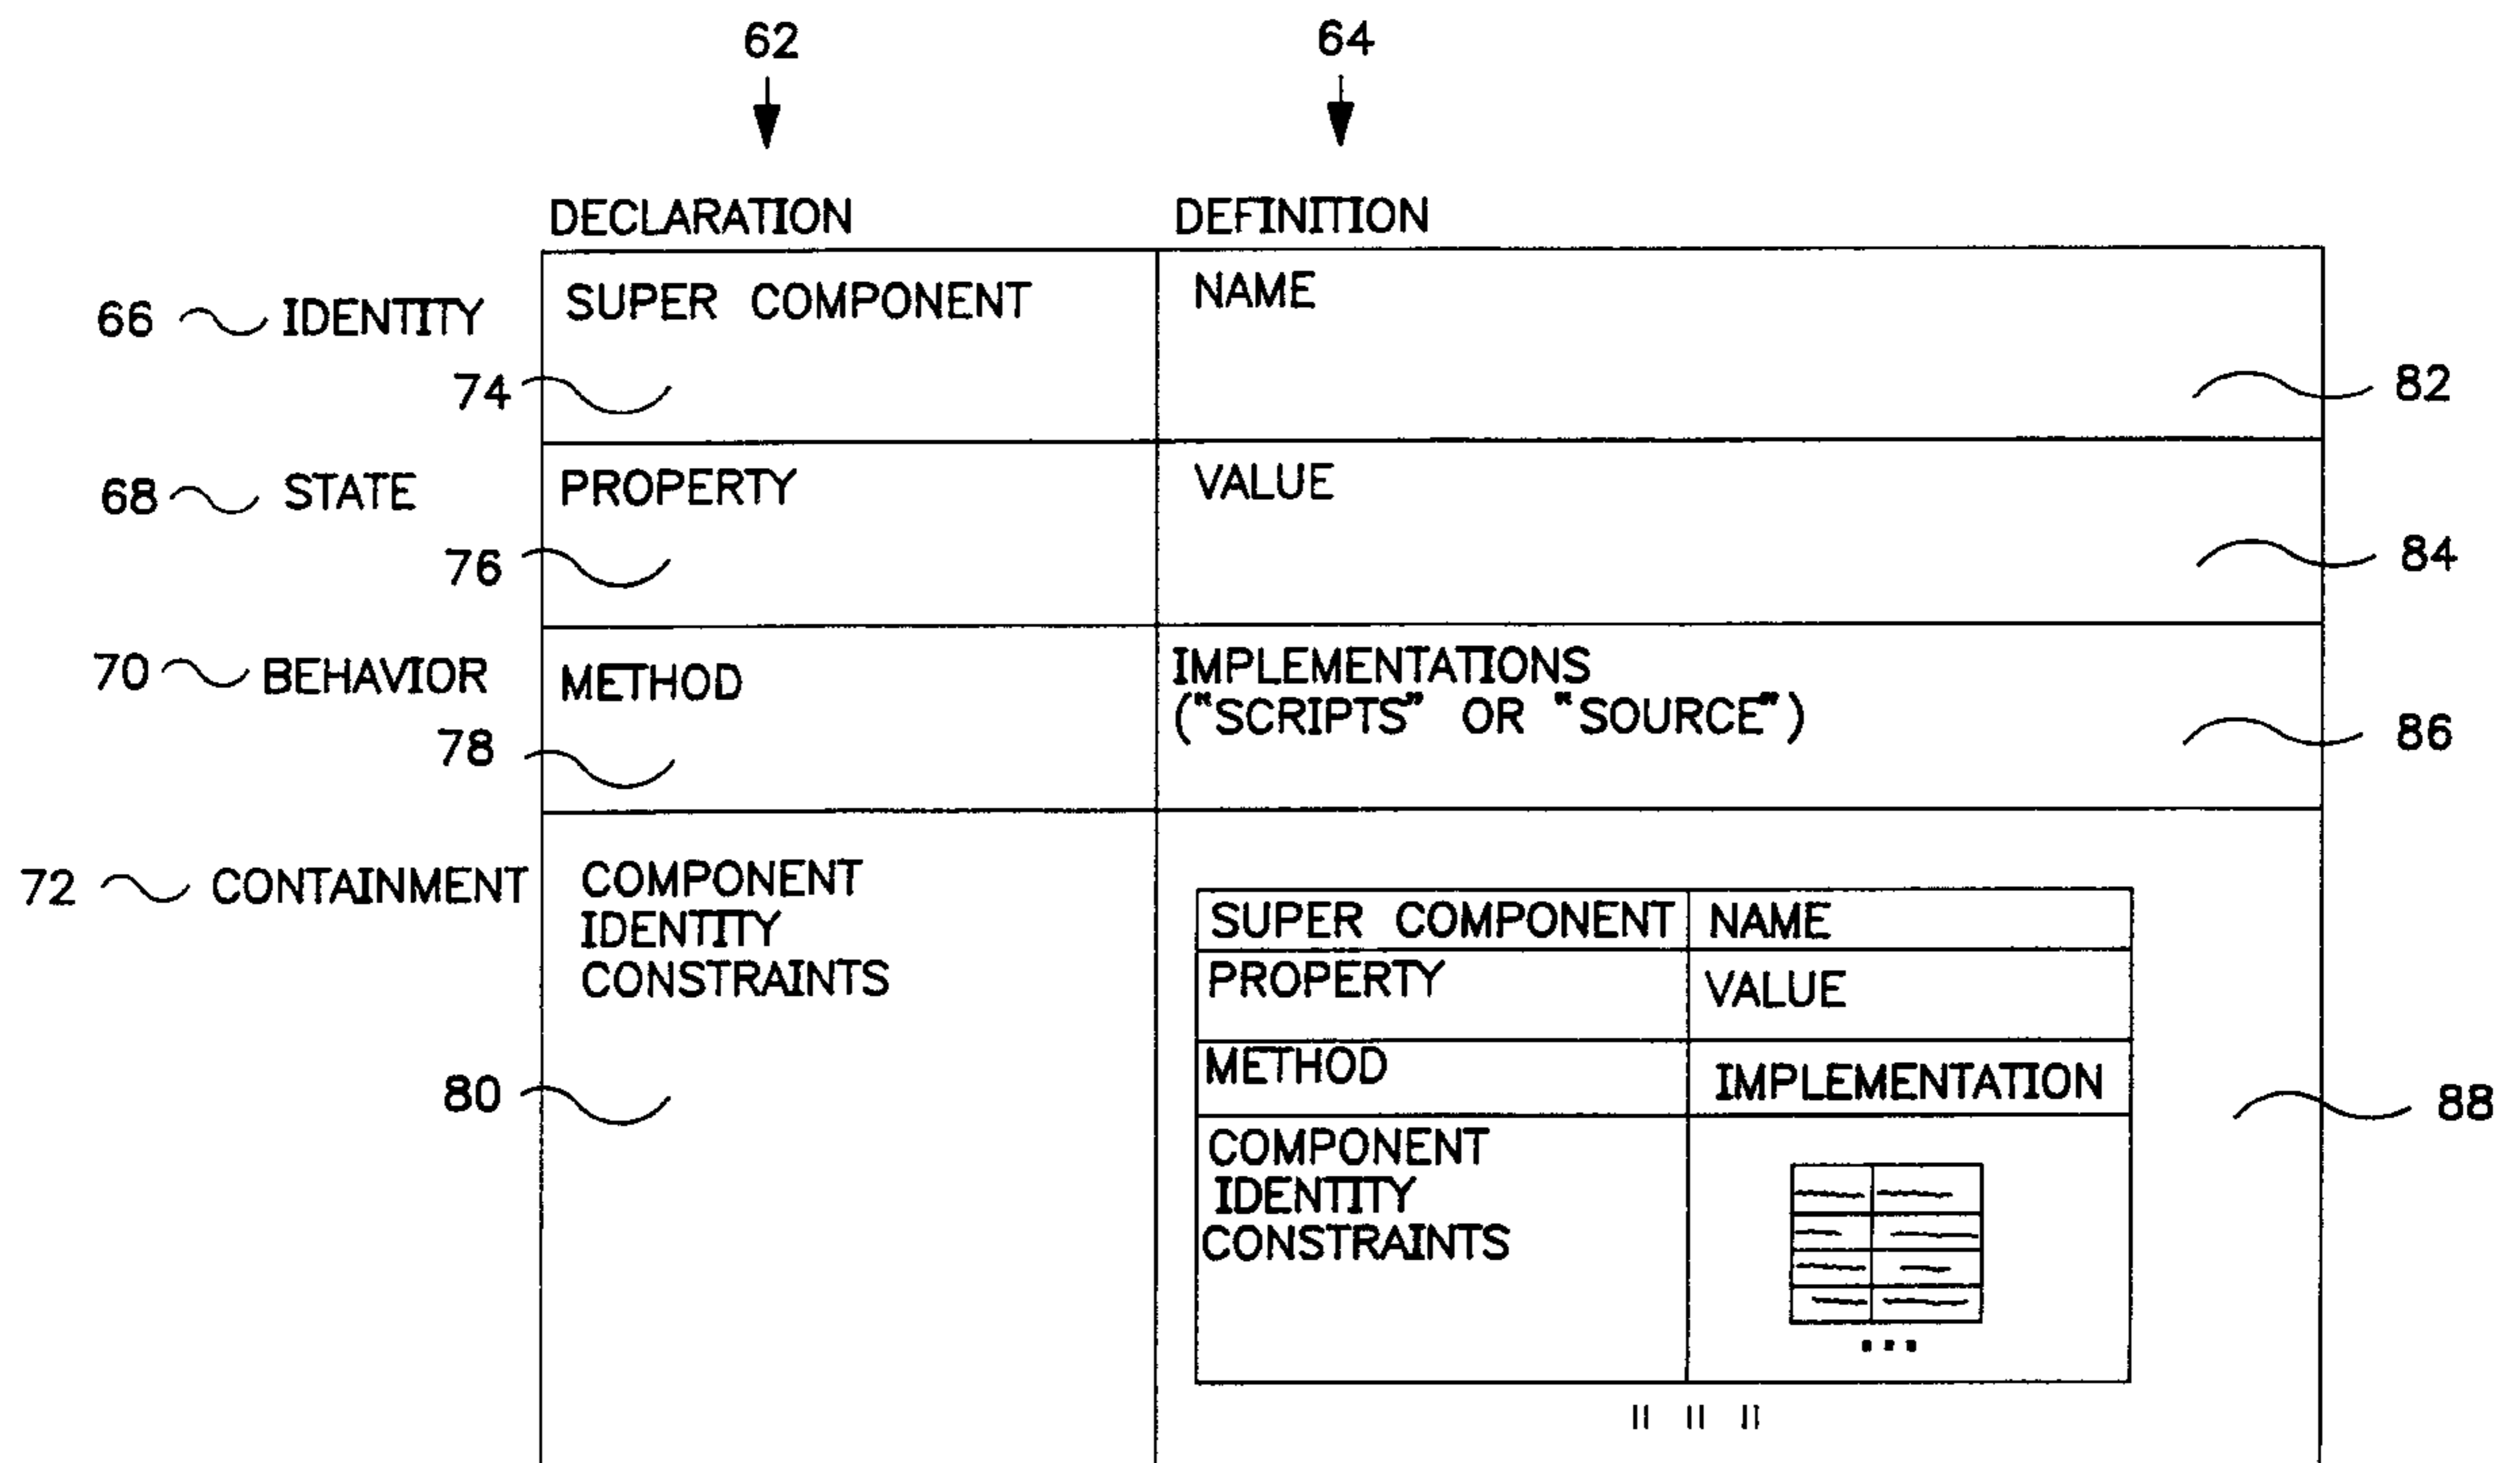 62
64
DECLARATION
DEFINITION
66
IDENTITY
SUPER COMPONENT
NAME
74
82
68
STATE
PROPERTY
VALUE
76
84
70
BEHAVIOR
METHOD
IMPLEMENTATIONS
("SCRIPTS" OR "SOURCE")
78
86
72
CONTAINMENT
COMPONENT
IDENTITY
CONSTRAINTS
80
SUPER COMPONENT
NAME
PROPERTY
VALUE
METHOD
IMPLEMENTATION
COMPONENT
IDENTITY
CONSTRAINTS
...
88